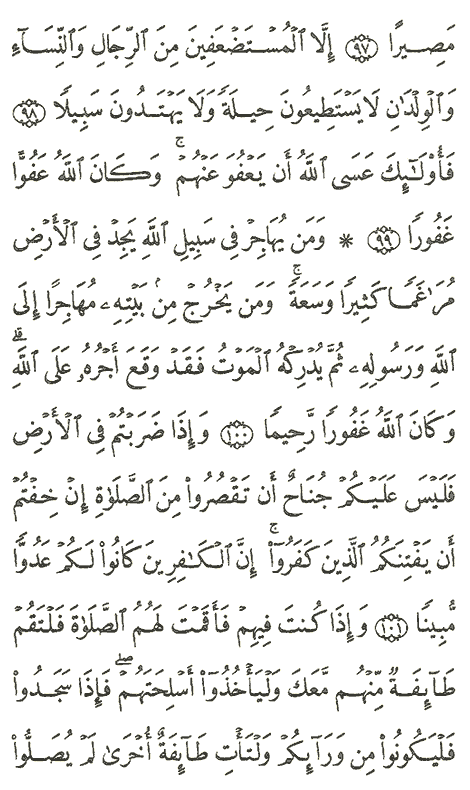 مَصِيرًا ﴿٩٧﴾ إِلَّا ٱلْمُسْتَضْعَفِينَ مِنَ ٱلرِّجَالِ وَٱلنِّسَآءِ
وَٱلْوِلْدَٰنِ لَا يَسْتَطِيعُونَ حِيلَةً وَلَا يَهْتَدُونَ سَبِيلًا ﴿٩٨﴾
فَأُو۟لَٰٓئِكَ عَسَى ٱللَّهُ أَن يَعْفُوَ عَنْهُمْ ۚ وَكَانَ ٱللَّهُ عَفُوًّا
غَفُورًا ﴿٩٩﴾ * وَمَن يُهَاجِرْ فِى سَبِيلِ ٱللَّهِ يَجِدْ فِى ٱلْأَرْضِ
مُرَٰغَمًا كَثِيرًا وَسَعَةً ۚ وَمَن يَخْرُجْ مِنۢ بَيْتِهِۦ مُهَاجِرًا إِلَى
ٱللَّهِ وَرَسُولِهِۦ ثُمَّ يُدْرِكْهُ ٱلْمَوْتُ فَقَدْ وَقَعَ أَجْرُهُۥ عَلَى ٱللَّهِ ۗ
وَكَانَ ٱللَّهُ غَفُورًا رَّحِيمًا ﴿١٠٠﴾ وَإِذَا ضَرَبْتُمْ فِى ٱلْأَرْضِ
فَلَيْسَ عَلَيْكُمْ جُنَاحٌ أَن تَقْصُرُوا۟ مِنَ ٱلصَّلَوٰةِ إِنْ خِفْتُمْ
أَن يَفْتِنَكُمُ ٱلَّذِينَ كَفَرُوٓا۟ ۚ إِنَّ ٱلْكَٰفِرِينَ كَانُوا۟ لَكُمْ عَدُوًّا
مُّبِينًا ﴿١٠١﴾ وَإِذَا كُنتَ فِيهِمْ فَأَقَمْتَ لَهُمُ ٱلصَّلَوٰةَ فَلْتَقُمْ
طَآئِفَةٌ مِّنْهُم مَّعَكَ وَلْيَأْخُذُوٓا۟ أَسْلِحَتَهُمْ ۖ فَإِذَا سَجَدُوا۟
فَلْيَكُونُوا۟ مِن وَرَآئِكُمْ وَلْتَأْتِ طَآئِفَةٌ أُخْرَىٰ لَمْ يُصَلُّوا۟